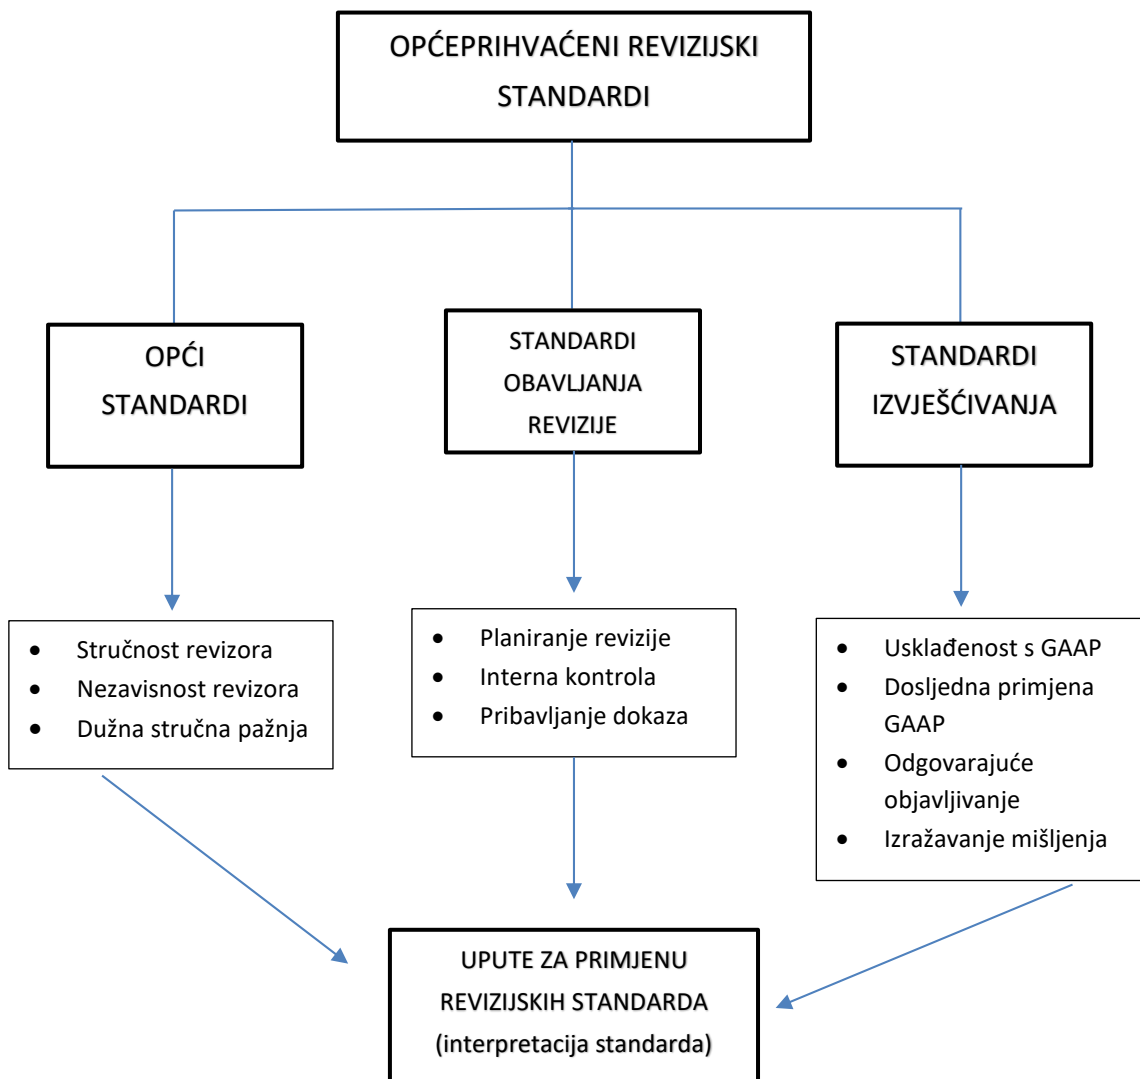 OPĆEPRIHVAĆENI REVIZIJSKI
STANDARDI
OPĆI
STANDARDI
STANDARDI
OBAVLJANJA
REVIZIJE
STANDARDI
IZVJEŠĆIVANJA
• Stručnost revizora
• Nezavisnost revizora
• Dužna stručna pažnja
• Planiranje revizije
• Interna kontrola
• Pribavljanje dokaza
• Usklađenost s GAAP
• Dosljedna primjena
GAAP
• Odgovarajuće
objavljivanje
• Izražavanje mišljenja
UPUTE ZA PRIMJENU
REVIZIJSKIH STANDARDA
(interpretacija standarda)